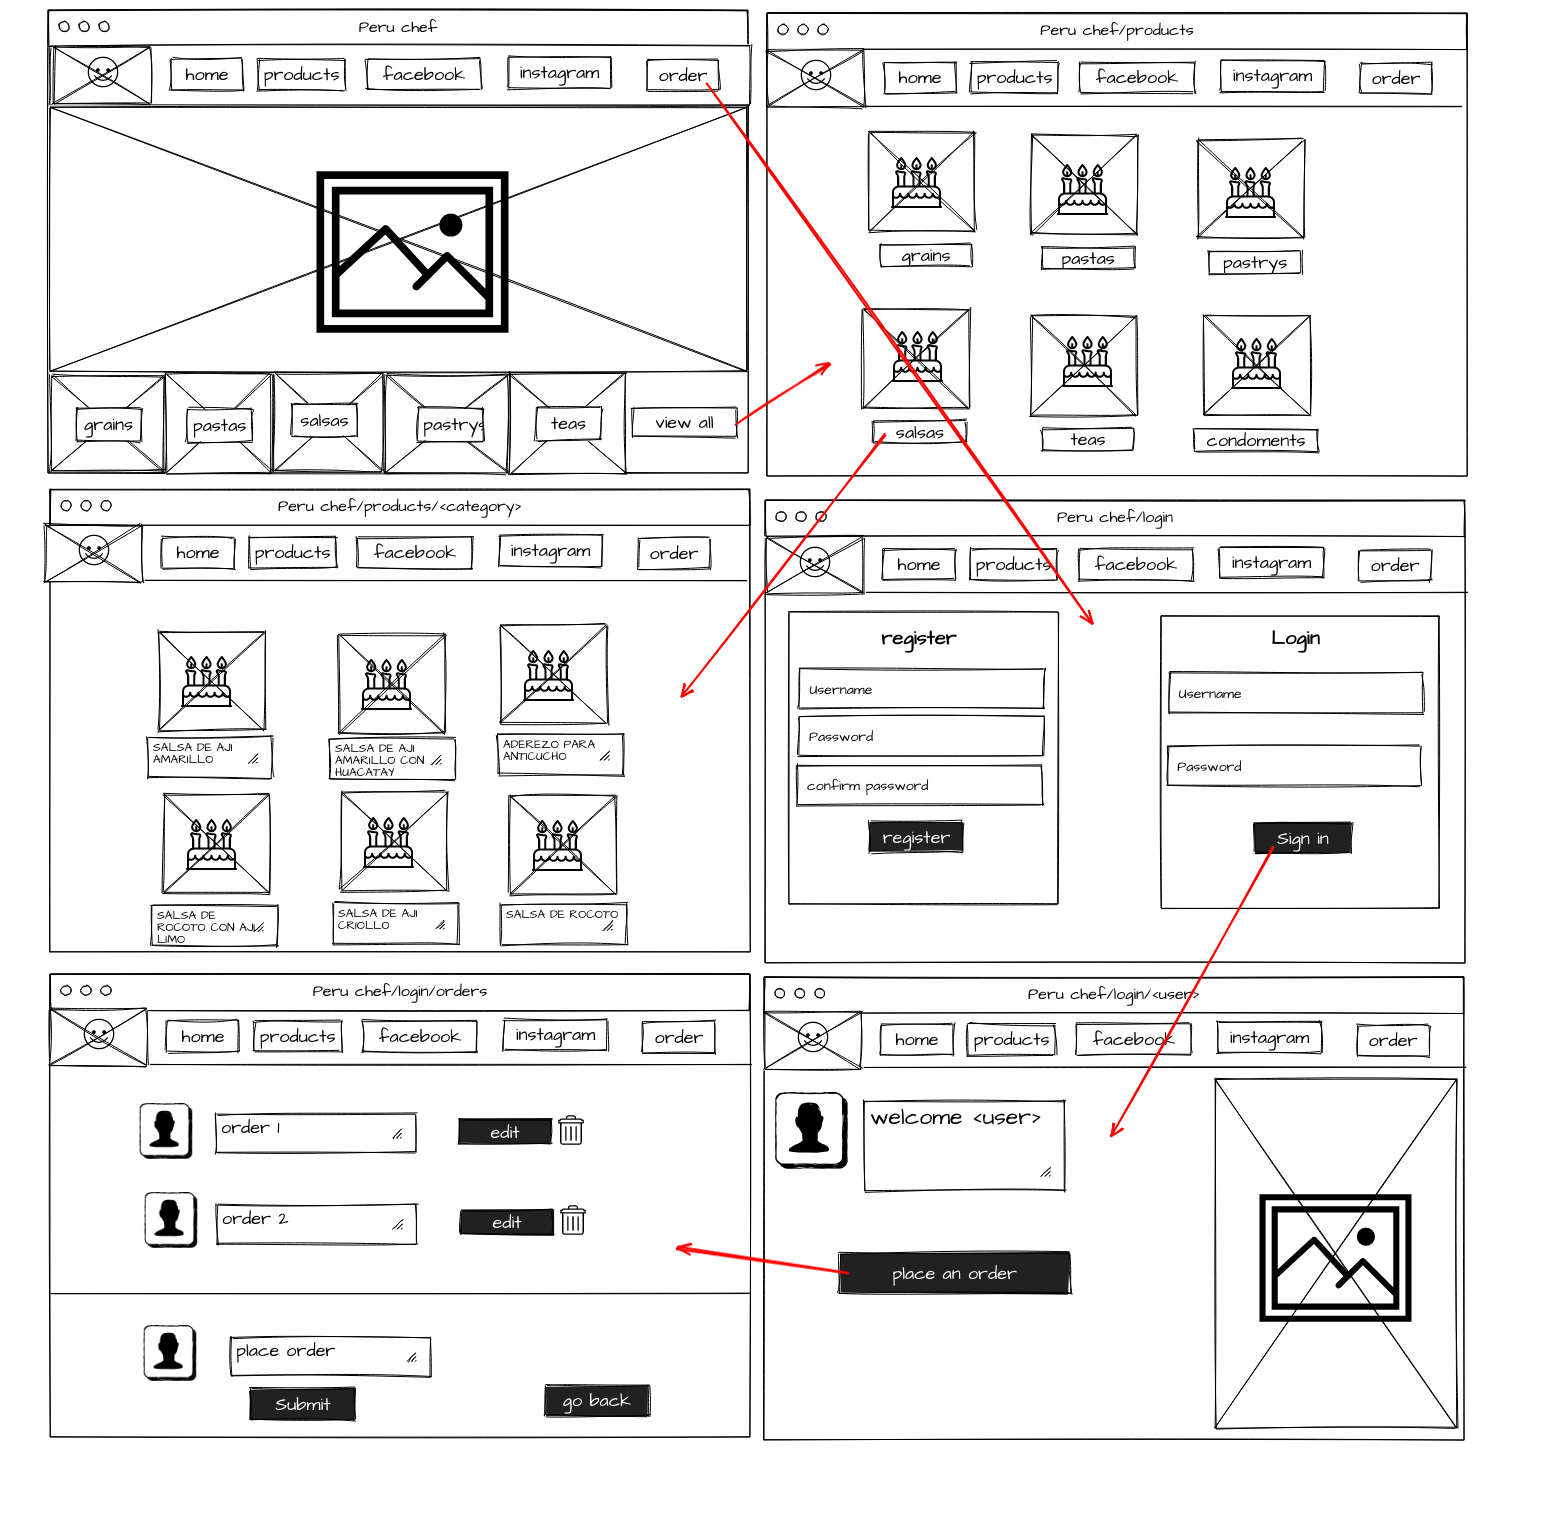 Peru chef
home products facebook instagram order
grains pastas salsas pastrys teas view all
Peru chef/products
home products facebook instagram order
grains pastas pastrys
salsas teas condoments
Peru chef/products/<category>
home products facebook instagram order
SALSA DE AJI
AMARILLO
SALSA DE AJI
AMARILLO CON
HUACATAY
ADEREZO PARA
ANTICUCHO
SALSA DE
ROCOTO CON AJI
LIMO
SALSA DE AJI
CRIOLLO
SALSA DE ROCOTO
Peru chef/login
home products facebook instagram order
register
Username
Password
confirm password
register
Login
Username
Password
Sign in
Peru chef/login/orders
home products facebook instagram order
order 1
edit
order 2
edit
place order
Submit
go back
Peru chef/login/<user>
home products facebook instagram order
welcome <user>
place an order